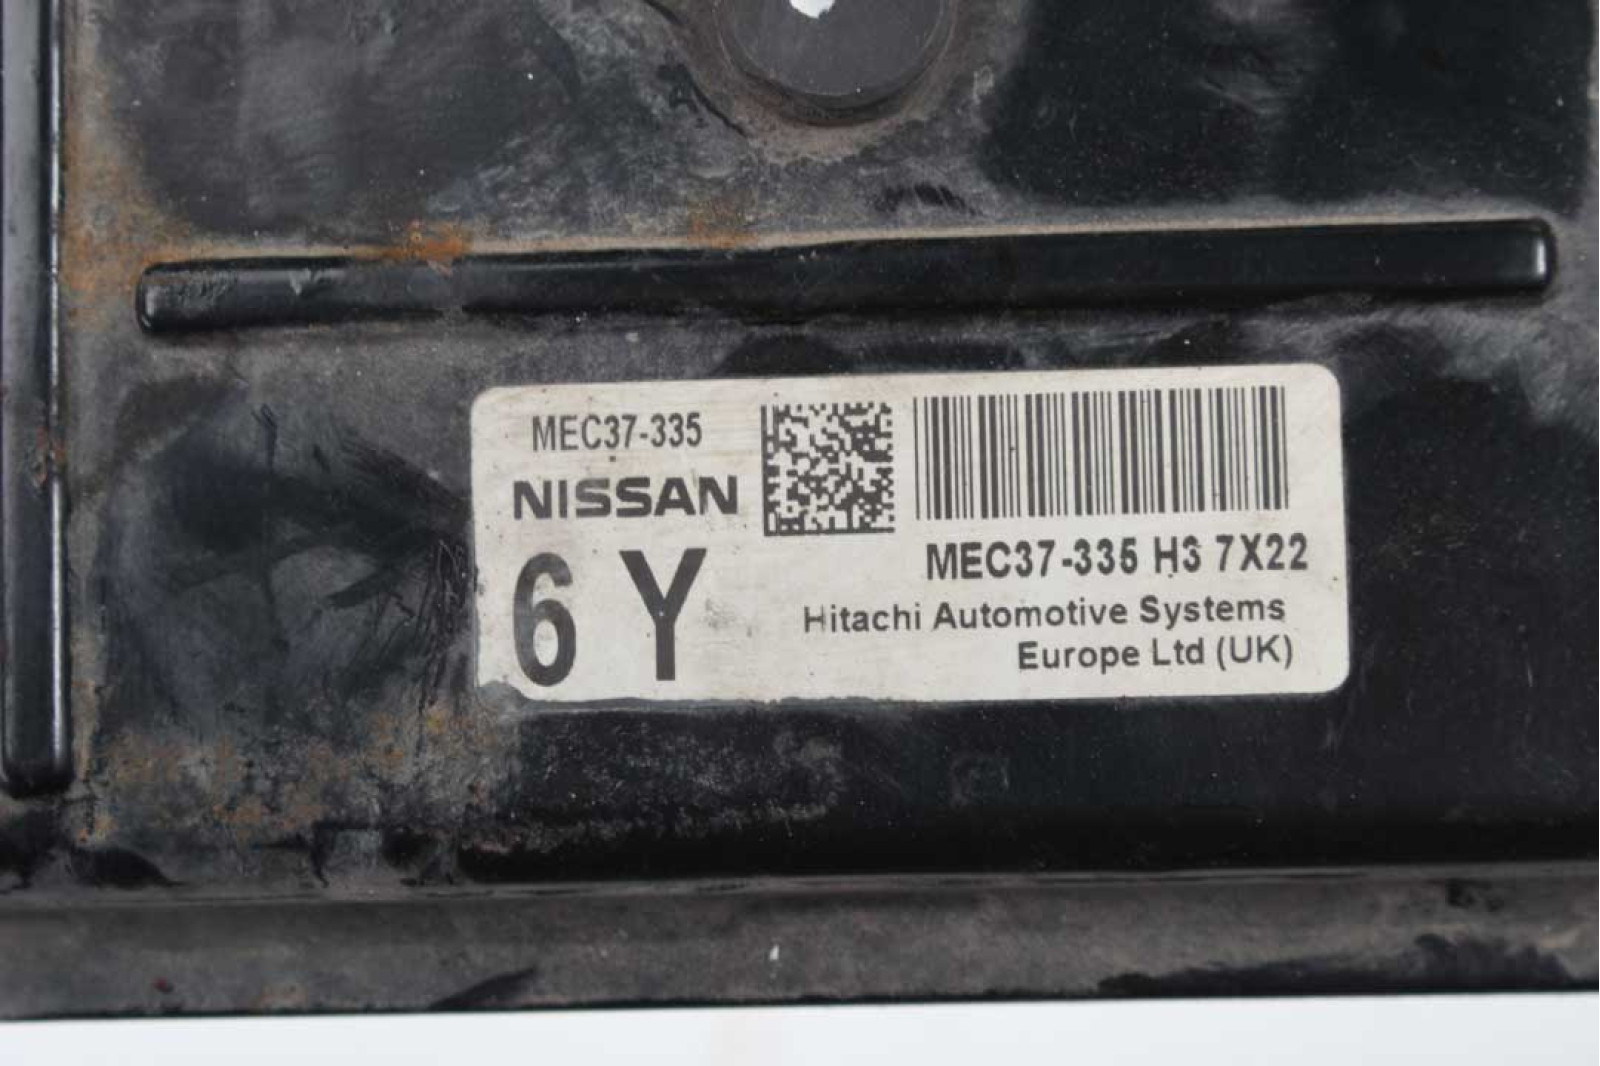 MEC37-335
NISSAN
6 Y
MEC37-335 H3 7X22
Hitachi Automotive Systems
Europe Ltd (UK)